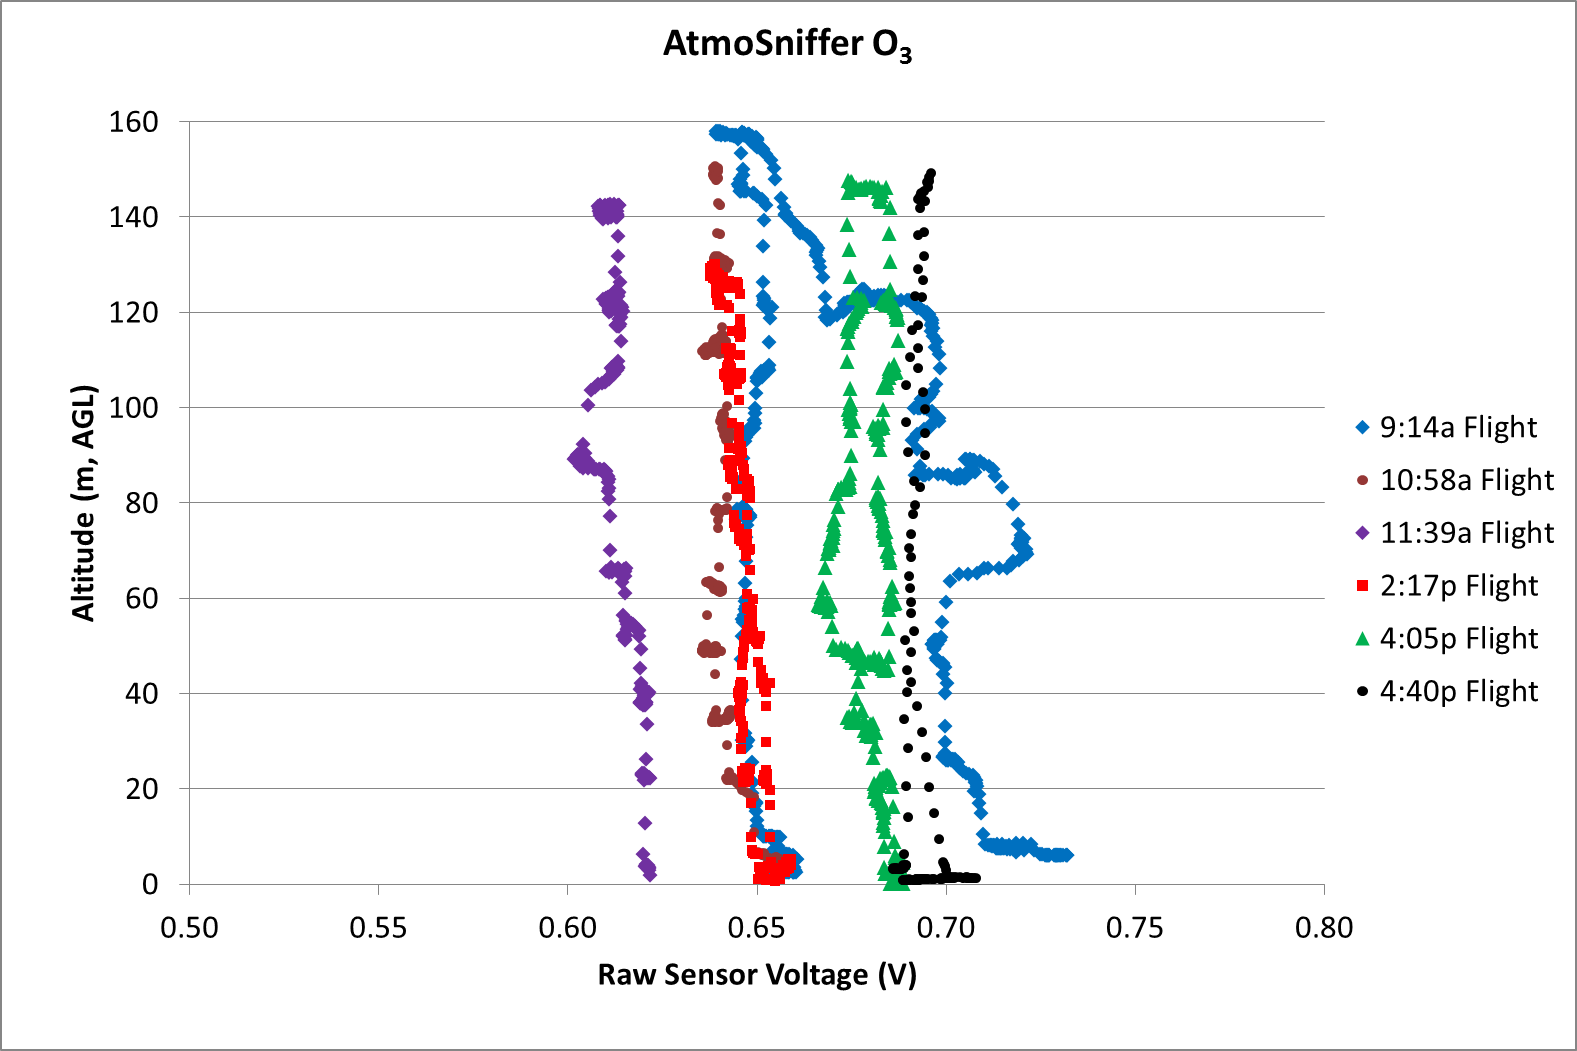 AtmoSniffer O₃
160
140
120
100
80
60
40
20
0
Altitude (m, AGL)
0.50 0.55 0.60 0.65 0.70 0.75 0.80
Raw Sensor Voltage (V)
9:14a Flight
10:58a Flight
11:39a Flight
2:17p Flight
4:05p Flight
4:40p Flight